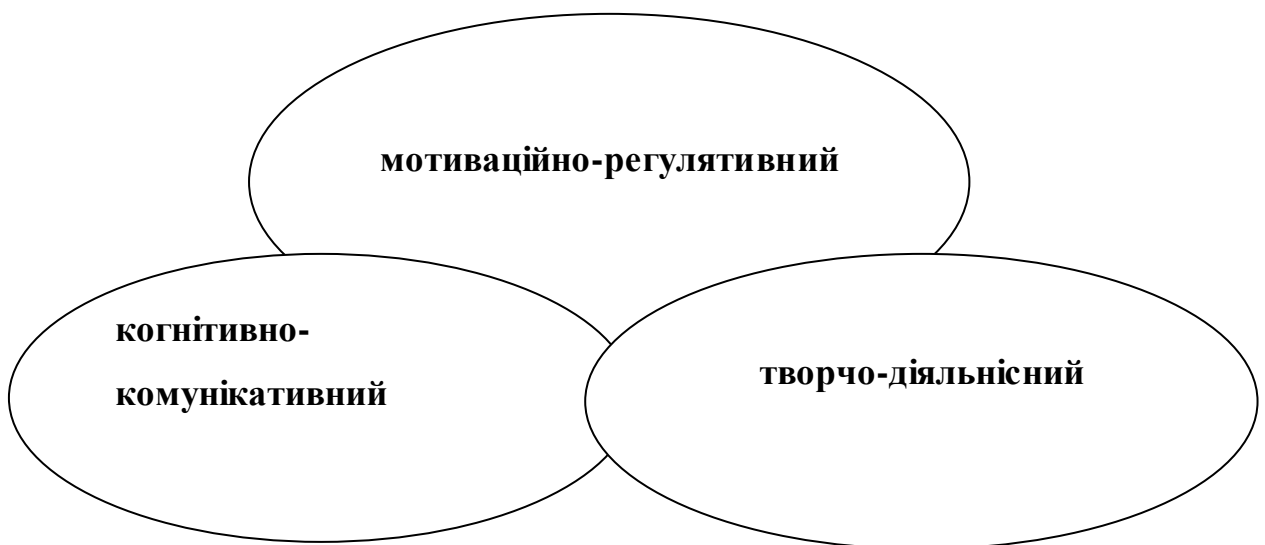 мотиваційно-регулятивний
когнітивно-
комунікативний
творчо-діяльнісний